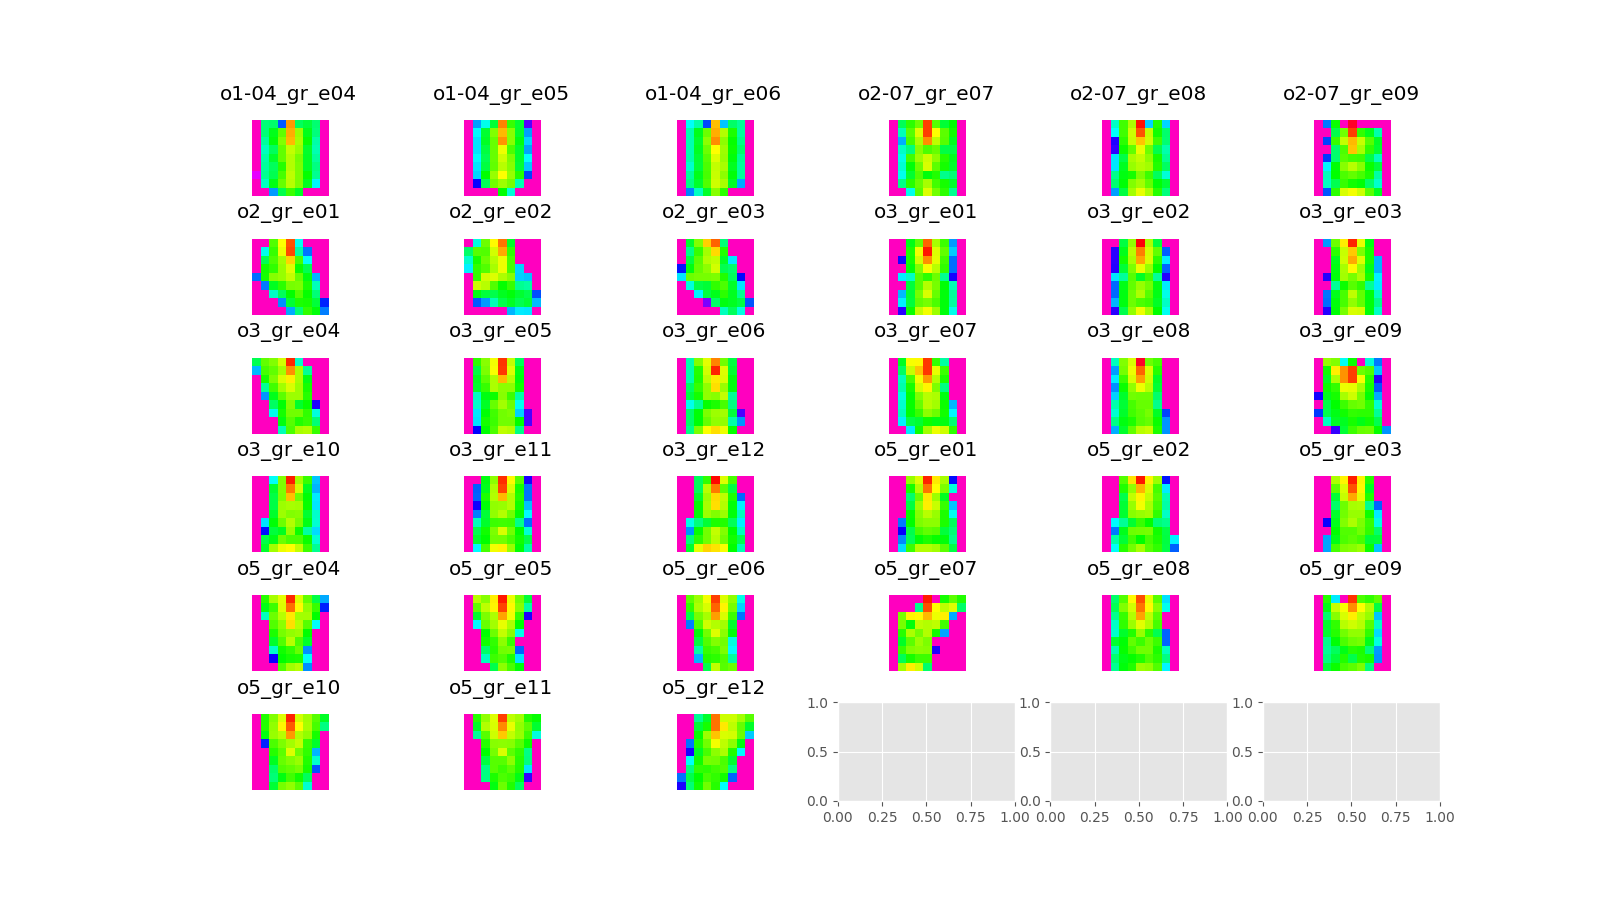 o1-04_gr_e04 o1-04_gr_e05 o1-04_gr_e06 o2-07_gr_e07 o2-07_gr_e08 o2-07_gr_e09
o2_gr_e01 o2_gr_e02 o2_gr_e03 o3_gr_e01 o3_gr_e02 o3_gr_e03
o3_gr_e04 o3_gr_e05 o3_gr_e06 o3_gr_e07 o3_gr_e08 o3_gr_e09
o3_gr_e10 o3_gr_e11 o3_gr_e12 o5_gr_e01 o5_gr_e02 o5_gr_e03
o5_gr_e04 o5_gr_e05 o5_gr_e06 o5_gr_e07 o5_gr_e08 o5_gr_e09
o5_gr_e10 o5_gr_e11 o5_gr_e12
1.0 1.0 1.0
0.5 0.5 0.5
0.0 0.0 0.0
0.00 0.25 0.50 0.75 1.00 0.00 0.25 0.50 0.75 1.00 0.00 0.25 0.50 0.75 1.00